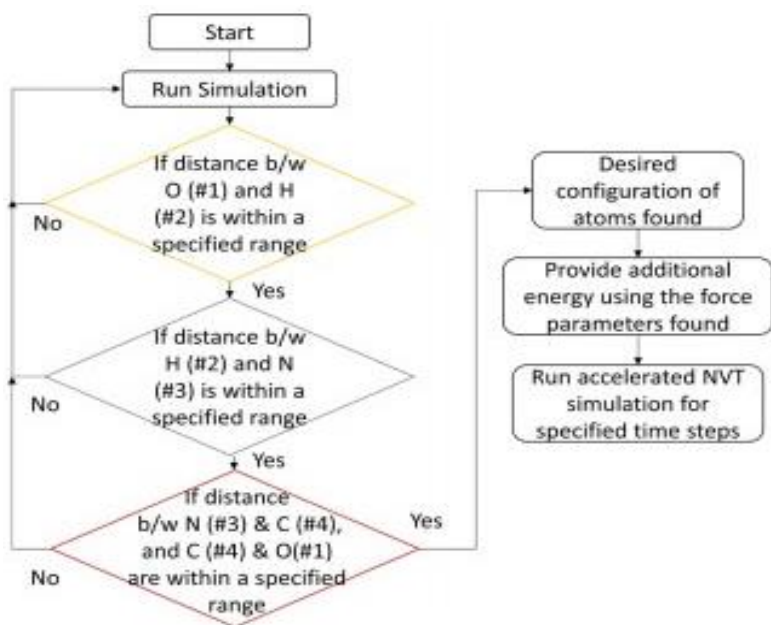 Start
Run Simulation
If distance b/w
O (#1) and H
(#2) is within a
specified range
No
Yes
If distance b/w
H (#2) and N
(#3) is within a
specified range
No
Yes
If distance
b/w N (#3) & C (#4),
and C (#4) & O(#1)
are within a specified
range
No
Yes
Desired
configuration of
atoms found
Provide additional
energy using the force
parameters found
Run accelerated NVT
simulation for
specified time steps